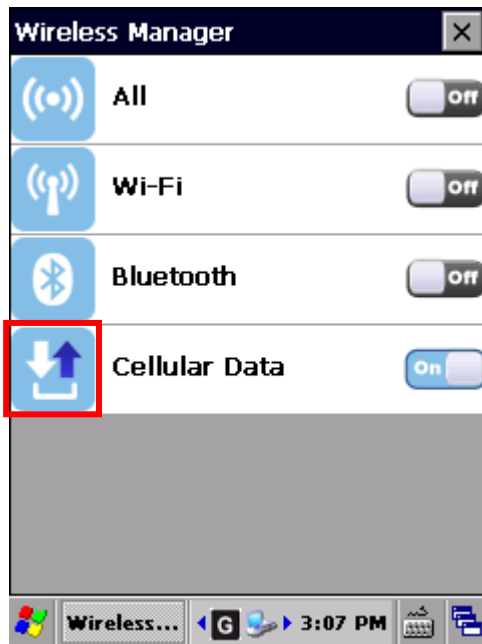 Wireless Manager
All
Off
Wi-Fi
Off
Bluetooth
Off
Cellular Data
On
Wireless... G 3:07 PM